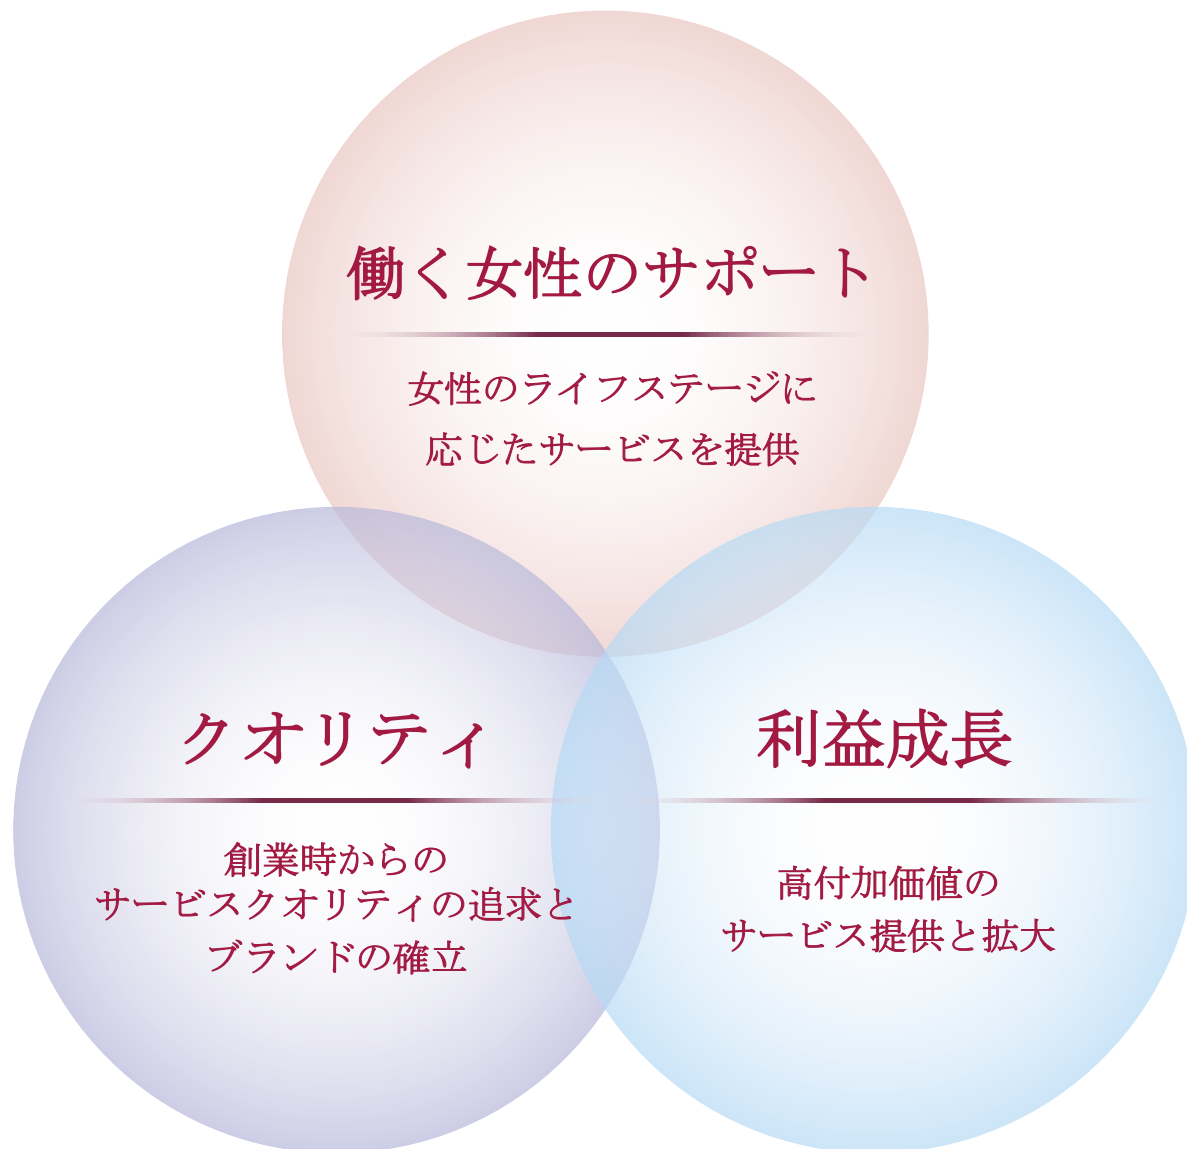 働く女性のサポート
女性のライフステージに
応じたサービスを提供
クオリティ
創業時からの
サービスクオリティの追求と
ブランドの確立
利益成長
高付加価値の
サービス提供と拡大